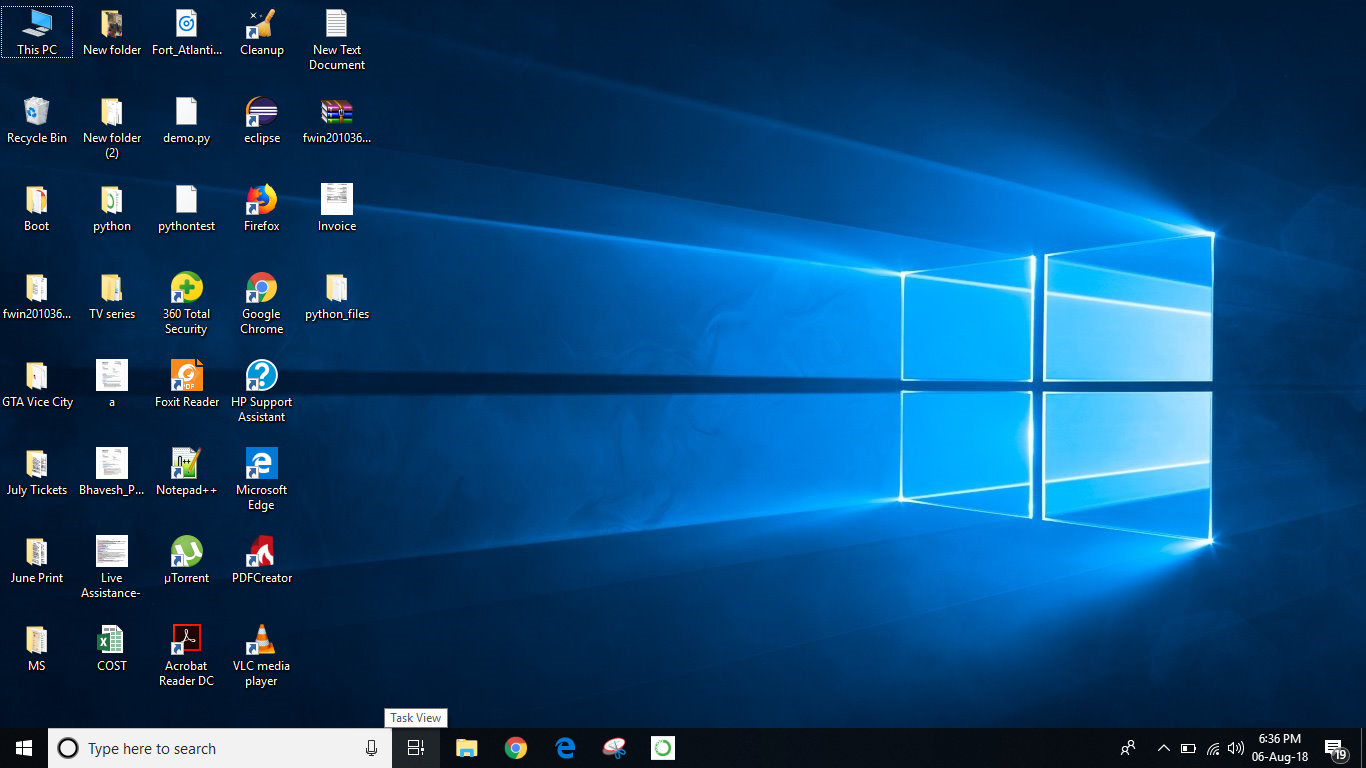 This PC
New folder
Fort_Atlanti...
Cleanup
New Text
Document
Recycle Bin
New folder
(2)
demo.py
eclipse
fwin201036...
Boot
python
pythontest
Firefox
Invoice
fwin201036...
TV series
360 Total
Security
Google
Chrome
python_files
GTA Vice City
a
Foxit Reader
HP Support
Assistant
July Tickets
Bhavesh_P...
Notepad++
Microsoft
Edge
June Print
Live
Assistance-
µTorrent
PDFCreator
MS
COST
Acrobat
Reader DC
VLC media
player
Task View
Type here to search
6:36 PM
06-Aug-18
19